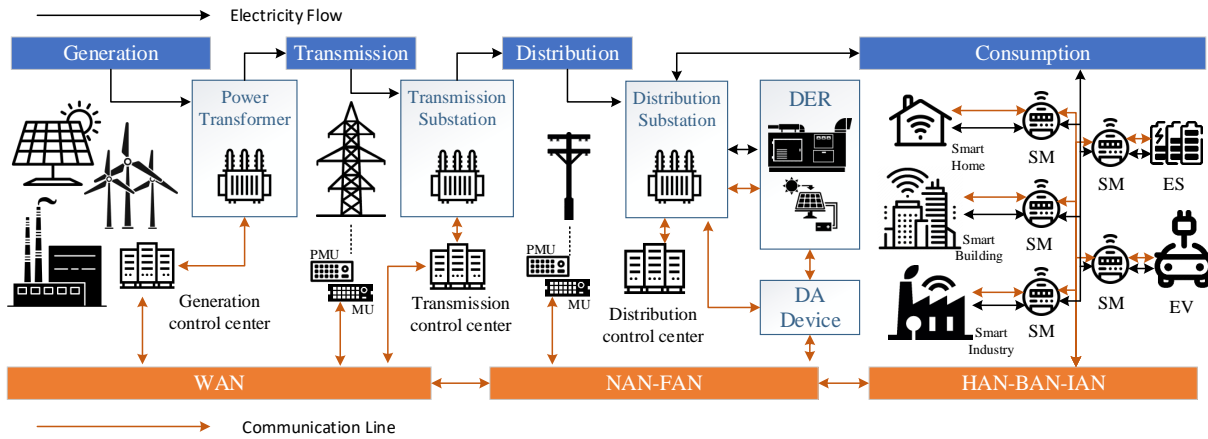 Electricity Flow
Generation
Transmission
Distribution
Consumption
Power
Transformer
Transmission
Substation
Distribution
Substation
DER
Smart
Home
SM
SM
ES
Smart
Building
SM
SM
EV
Smart
Industry
SM
PMU
MU
PMU
MU
Generation
control center
Transmission
control center
Distribution
control center
DA
Device
WAN
NAN-FAN
HAN-BAN-IAN
Communication Line